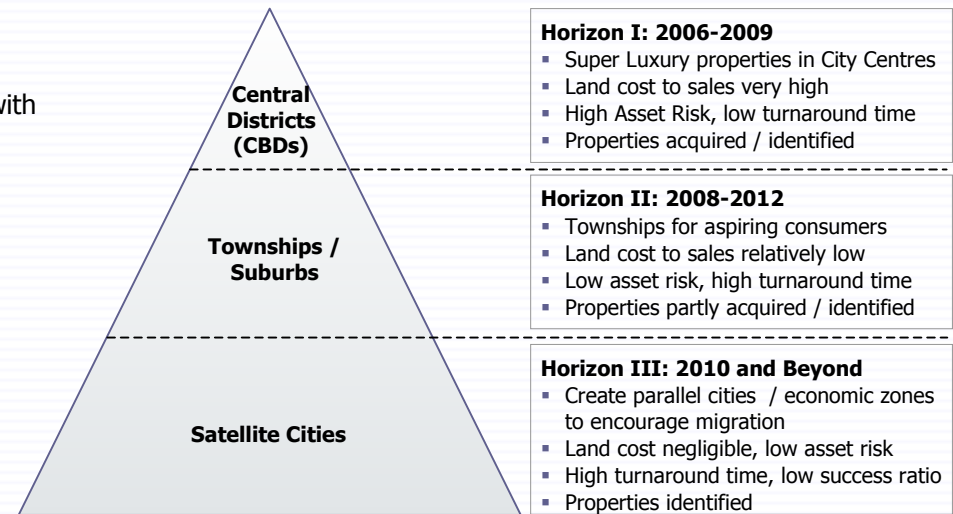 with
Central
Districts
(CBDs)
Townships /
Suburbs
Satellite Cities
Horizon I: 2006-2009
▪ Super Luxury properties in City Centres
▪ Land cost to sales very high
▪ High Asset Risk, low turnaround time
▪ Properties acquired / identified
Horizon II: 2008-2012
▪ Townships for aspiring consumers
▪ Land cost to sales relatively low
▪ Low asset risk, high turnaround time
▪ Properties partly acquired / identified
Horizon III: 2010 and Beyond
▪ Create parallel cities / economic zones
to encourage migration
▪ Land cost negligible, low asset risk
▪ High turnaround time, low success ratio
▪ Properties identified